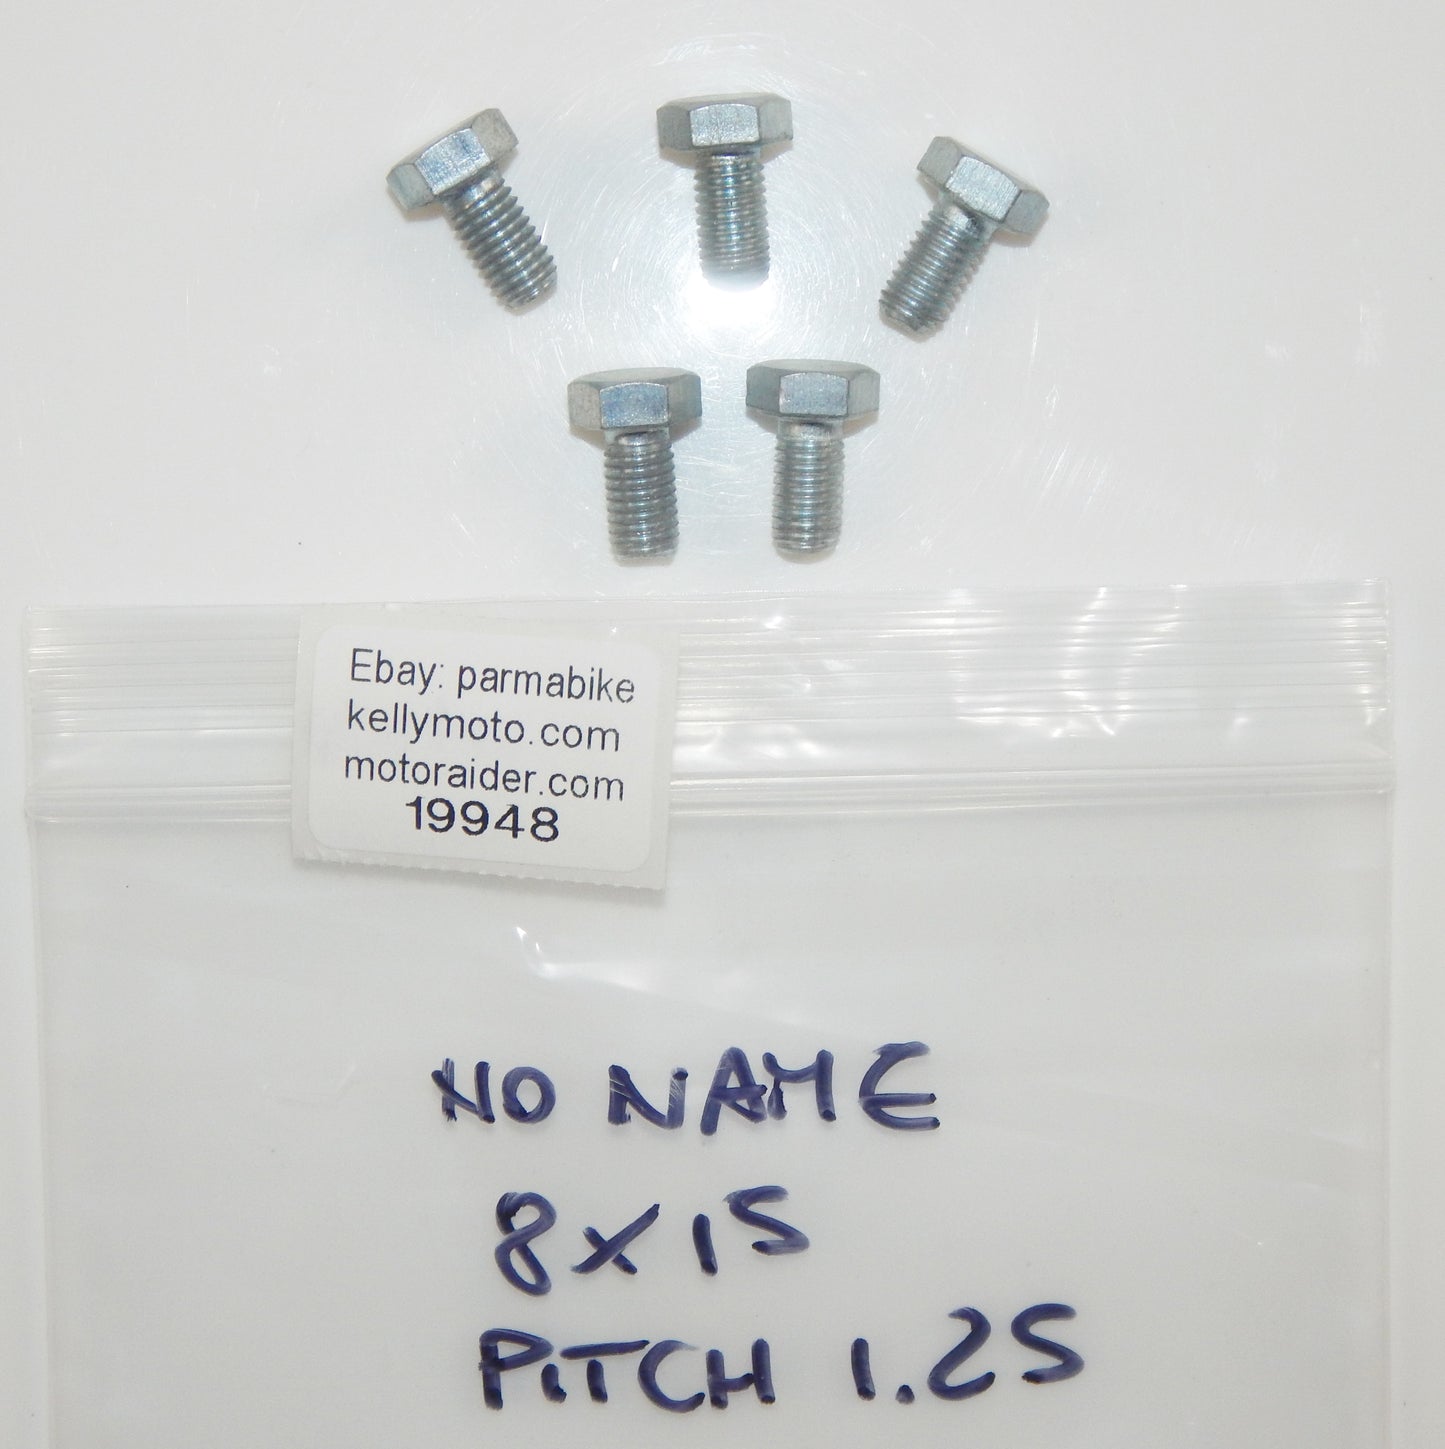 Ebay: parmabike
kellymoto.com
motoraider.com
19948
NO NAME
8x15
PiTCH 1.25